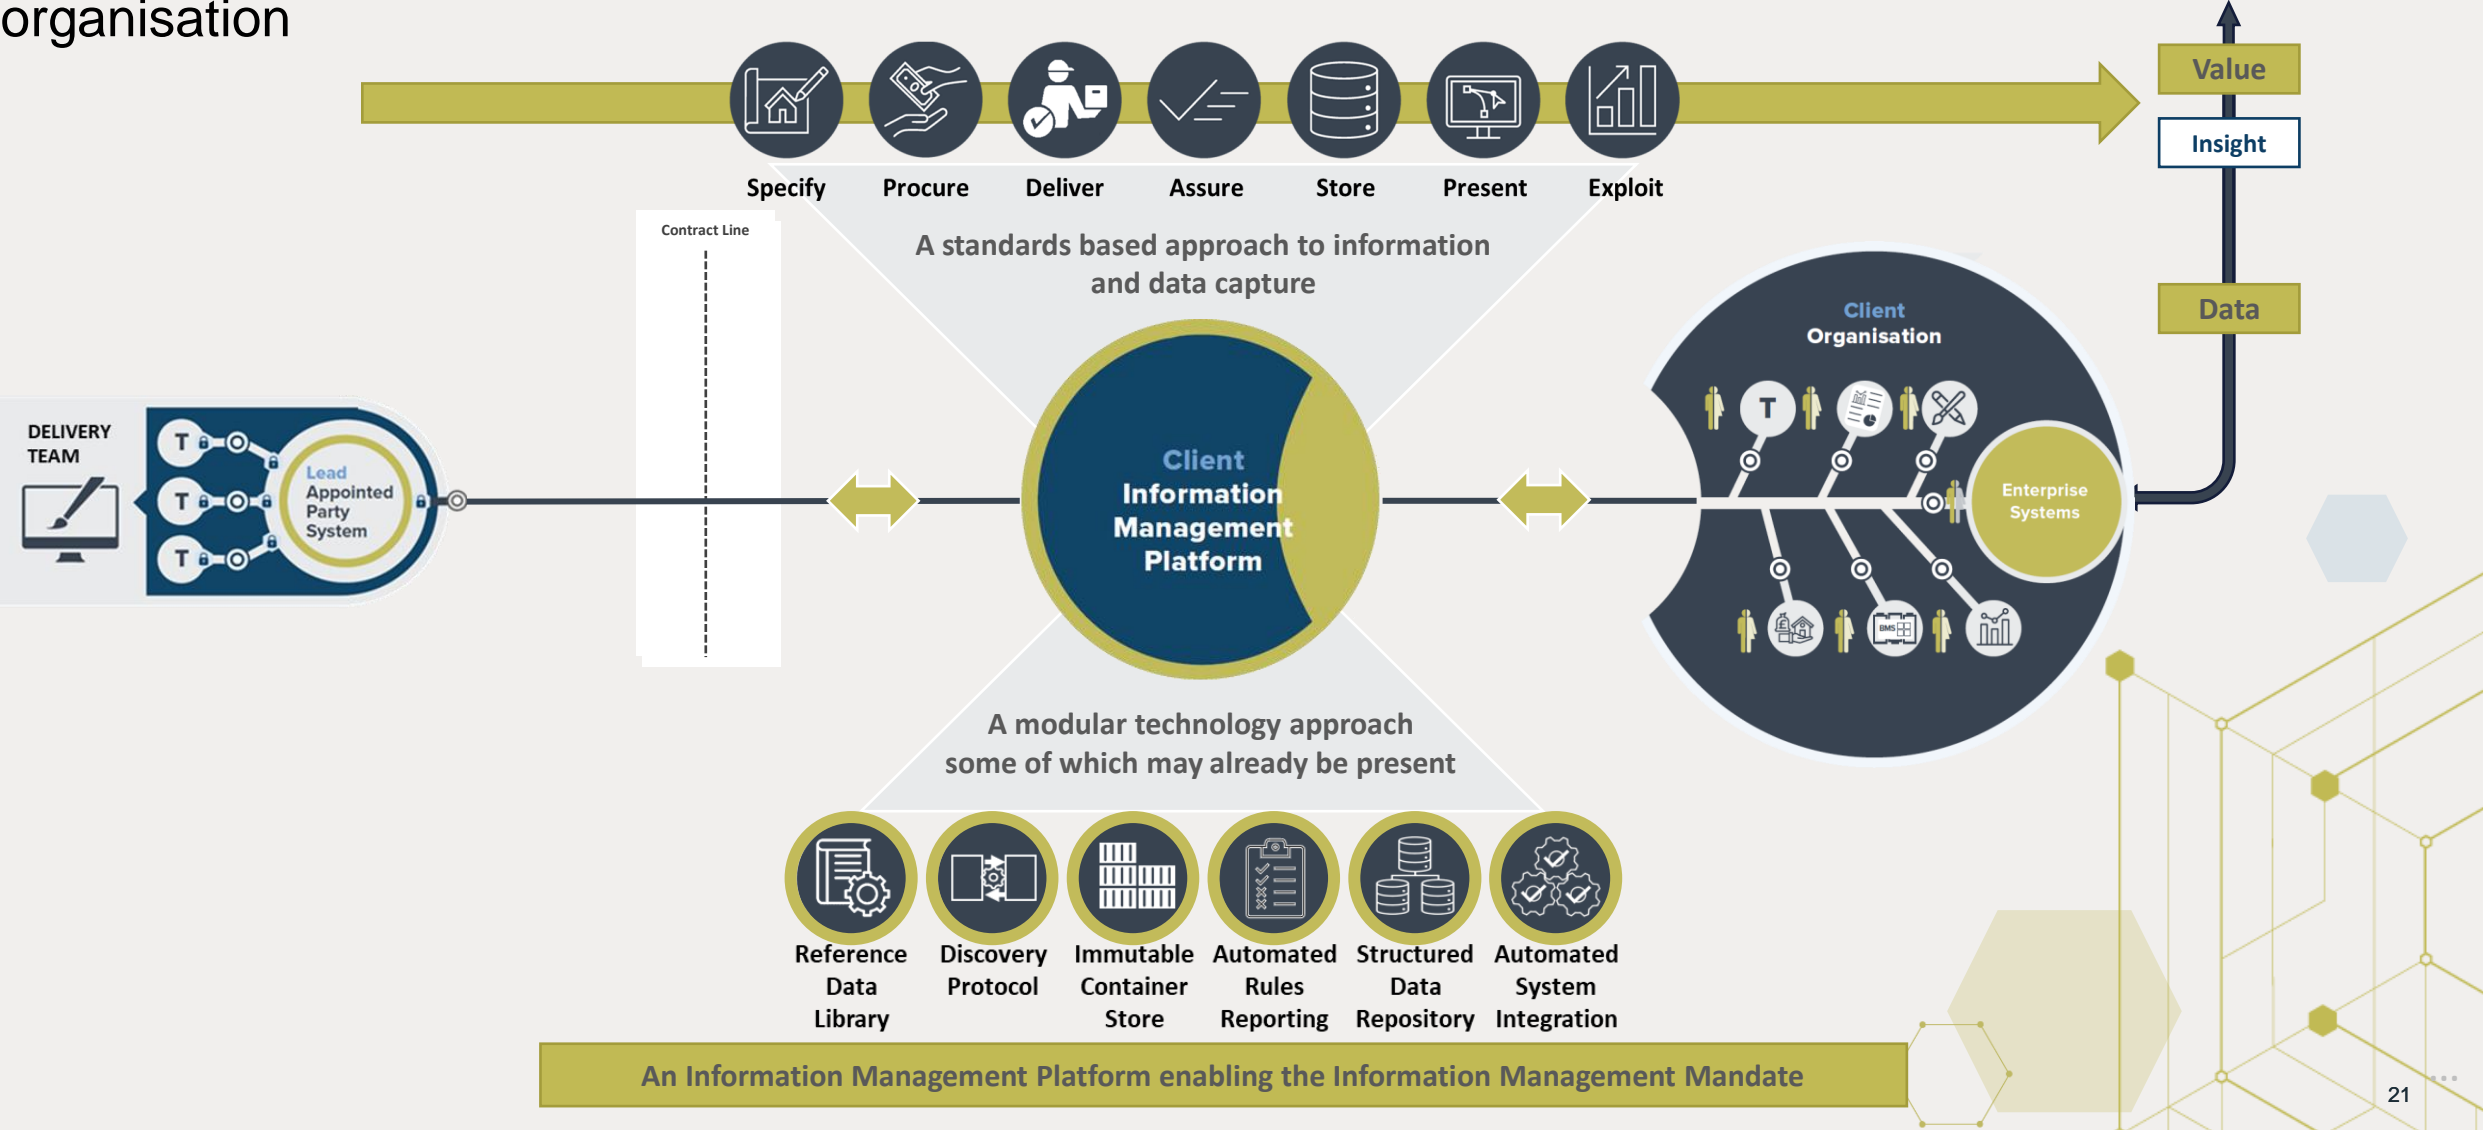 organisation
Value
Insight
Data
Specify
Procure
Deliver
Assure
Store
Present
Exploit
Contract Line
A standards based approach to information
and data capture
DELIVERY
TEAM
T
T
T
Lead
Appointed
Party
System
Client
Information
Management
Platform
Client
Organisation
T
Enterprise
Systems
£
BMS
A modular technology approach
some of which may already be present
Reference
Data
Library
Discovery
Protocol
Immutable
Container
Store
Automated
Rules
Reporting
Structured
Data
Repository
Automated
System
Integration
An Information Management Platform enabling the Information Management Mandate
21